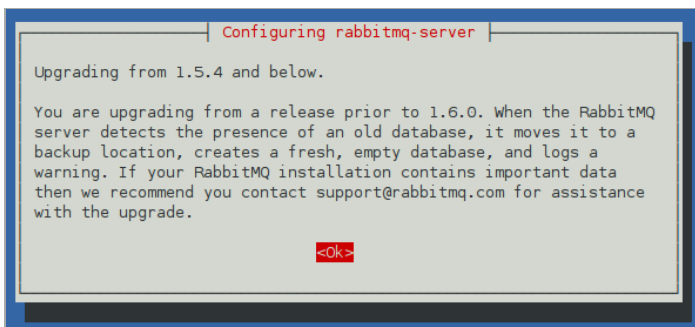 Configuring rabbitmq-server
Upgrading from 1.5.4 and below.
You are upgrading from a release prior to 1.6.0. When the RabbitMQ
server detects the presence of an old database, it moves it to a
backup location, creates a fresh, empty database, and logs a
warning. If your RabbitMQ installation contains important data
then we recommend you contact support@rabbitmq.com for assistance
with the upgrade.
<Ok>